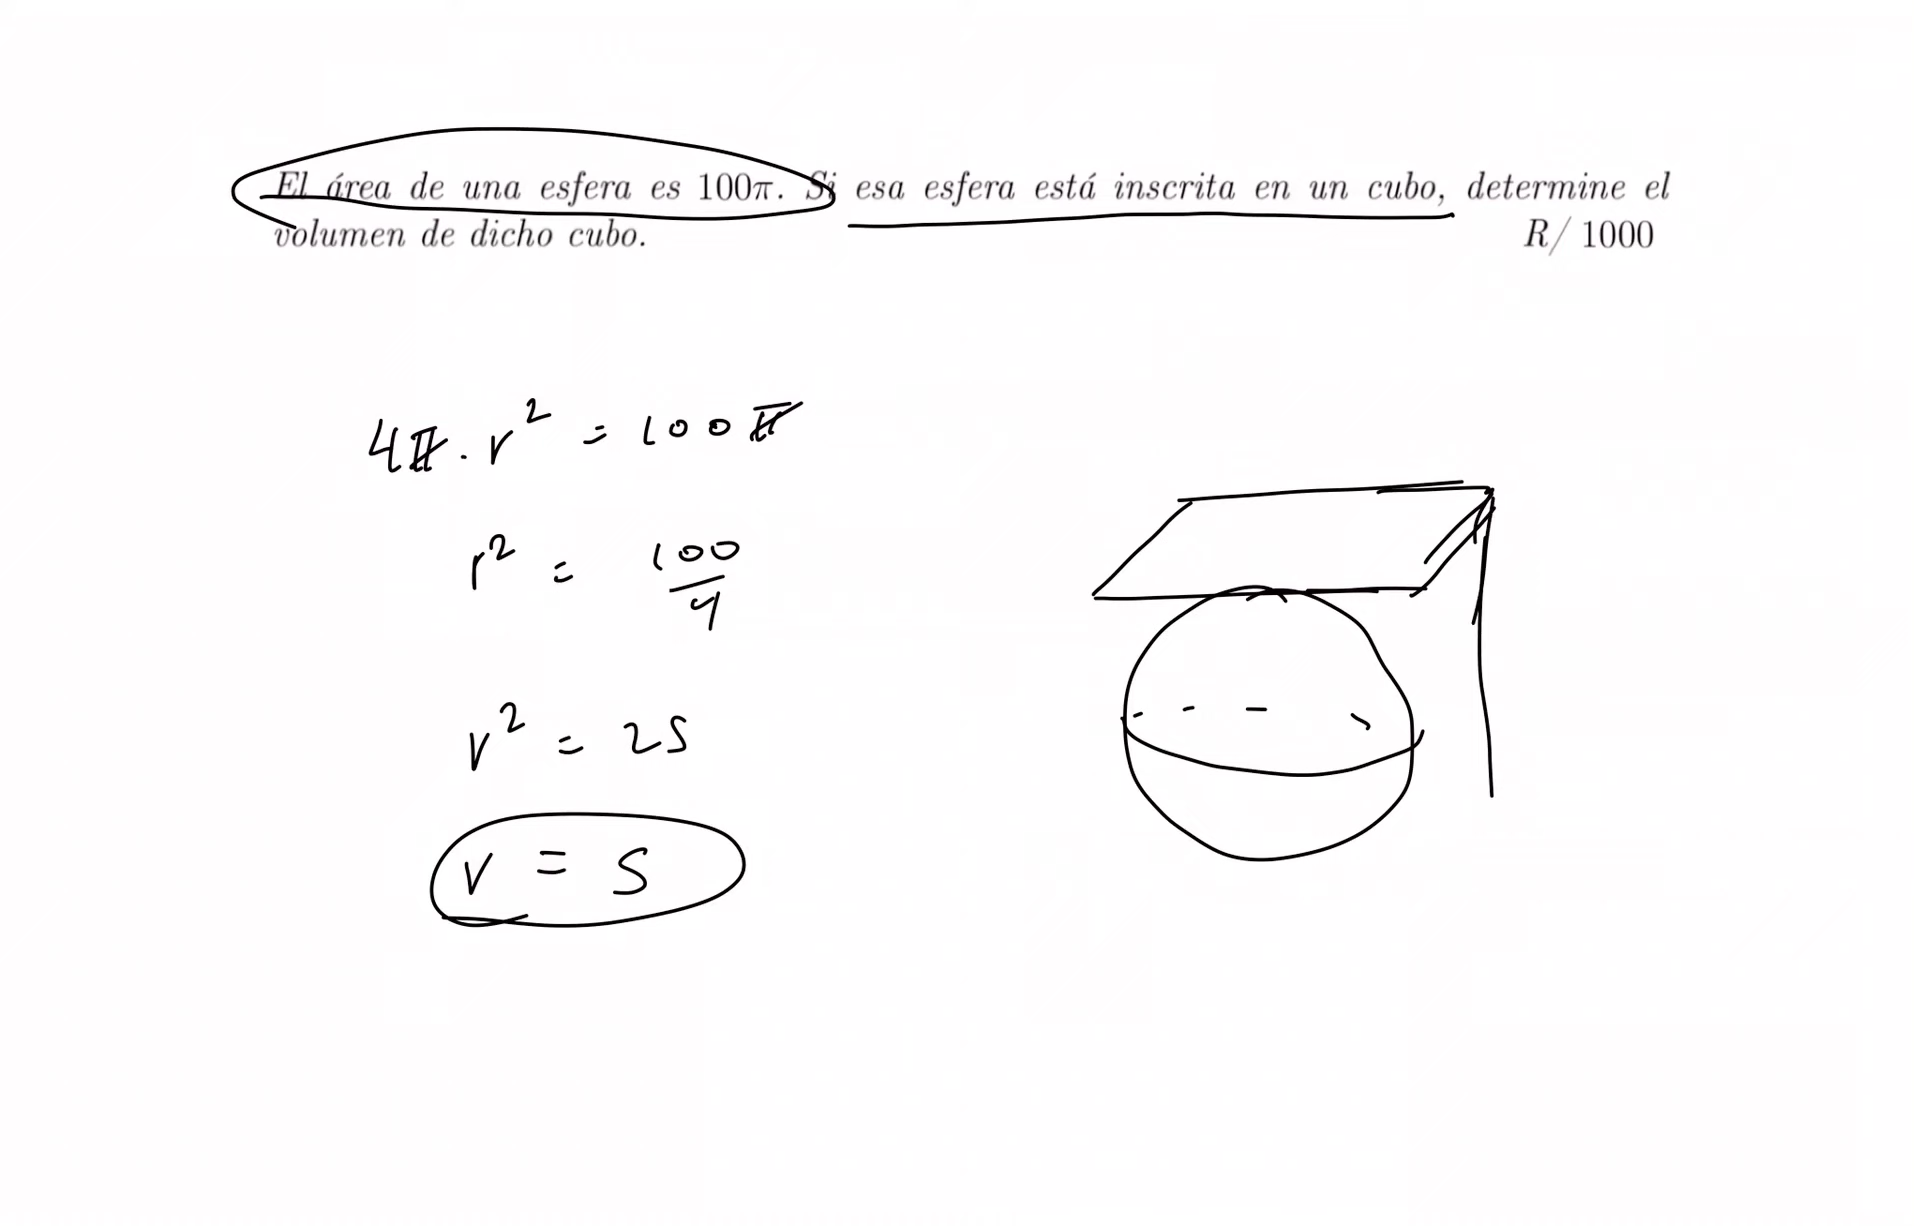 El área de una esfera es 100π. Si esa esfera está inscrita en un cubo, determine el
volumen de dicho cubo. R/ 1000
4π · r² = 100π
r² = 100/4
r² = 25
r = 5